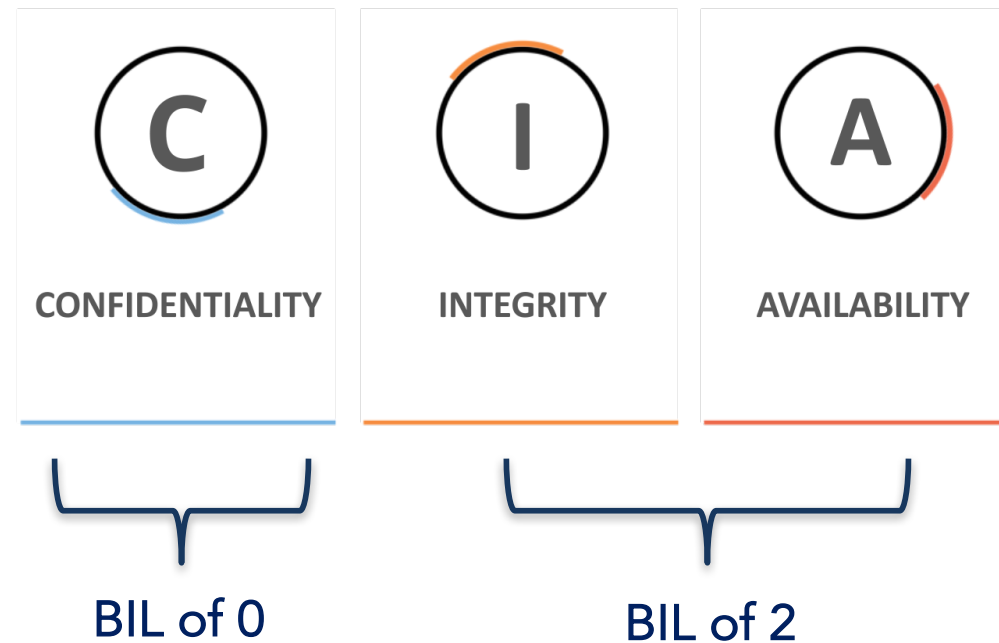 C
I
A
CONFIDENTIALITY
INTEGRITY
AVAILABILITY
BIL of 0
BIL of 2